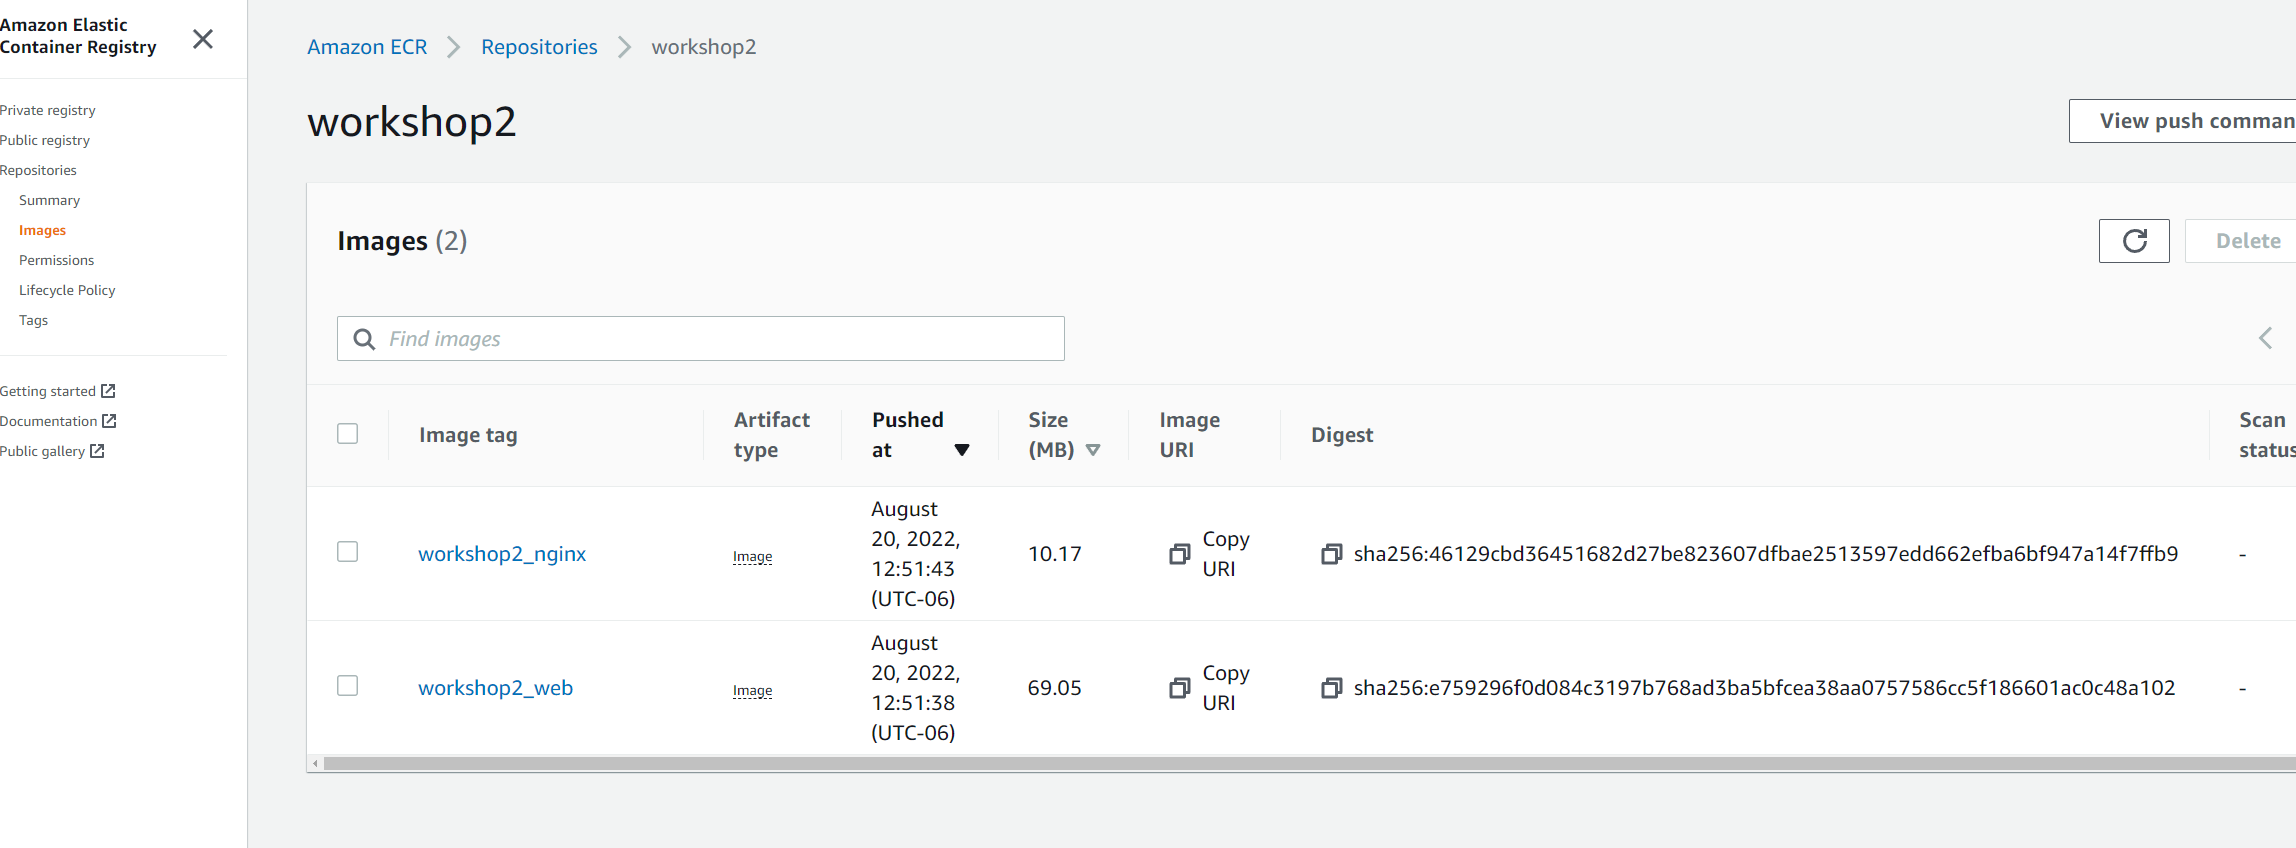 Amazon Elastic
Container Registry
Private registry
Public registry
Repositories
Summary
Images
Permissions
Lifecycle Policy
Tags
Getting started
Documentation
Public gallery
Amazon ECR
Repositories
workshop2
workshop2
View push comman
Images (2)
Delete
Find images
Image tag
Artifact
type
Pushed
at
Size
(MB)
Image
URI
Digest
Scan
status
workshop2_nginx
Image
August
20, 2022,
12:51:43
(UTC-06)
10.17
Copy
URI
sha256:46129cbd36451682d27be823607dfbae2513597edd662efba6bf947a14f7ffb9
-
workshop2_web
Image
August
20, 2022,
12:51:38
(UTC-06)
69.05
Copy
URI
sha256:e759296f0d084c3197b768ad3ba5bfcea38aa0757586cc5f186601ac0c48a102
-